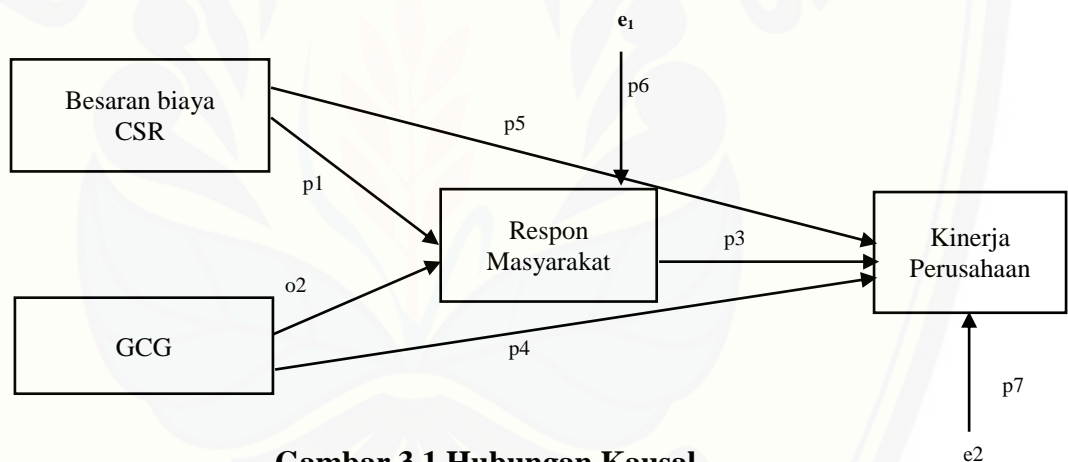 e₁
p6
Besaran biaya
CSR
p5
p1
Respon
Masyarakat
p3
Kinerja
Perusahaan
o2
GCG
p4
p7
e2
Gambar 3.1 Hubungan Kausal